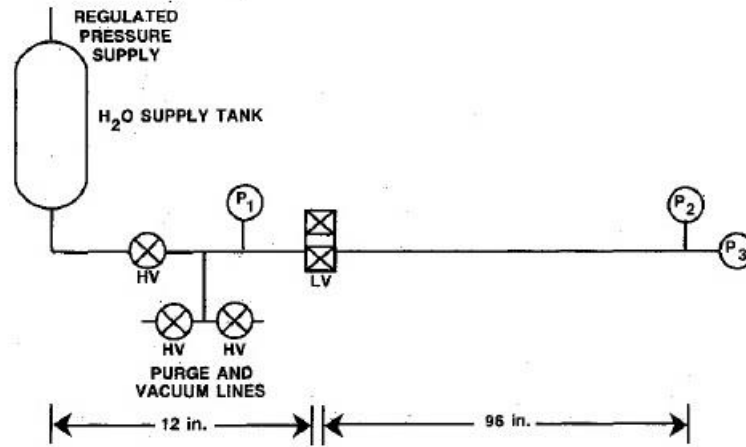 REGULATED
PRESSURE
SUPPLY
H2O SUPPLY TANK
P1
P2
P3
HV
LV
HV
HV
PURGE AND
VACUUM LINES
12 in.
96 in.